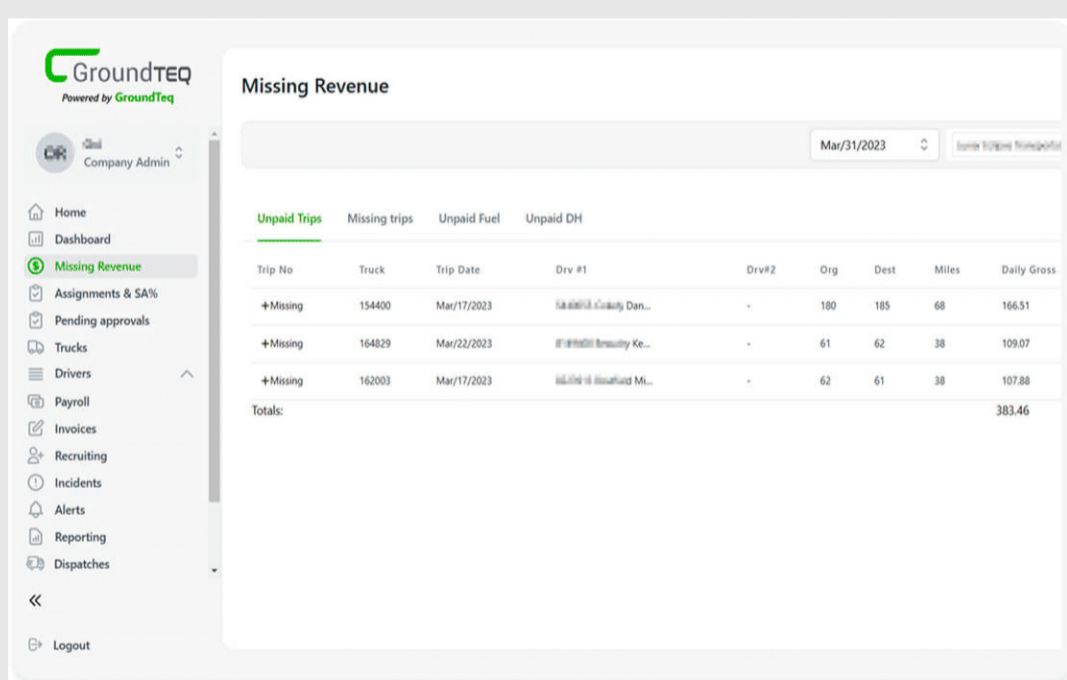 GroundTEQ
Powered by GroundTeq
Company Admin
Home
Dashboard
Missing Revenue
Assignments & SA%
Pending approvals
Trucks
Drivers
Payroll
Invoices
Recruiting
Incidents
Alerts
Reporting
Dispatches
Logout
Missing Revenue
Mar/31/2023
Unpaid Trips Missing trips Unpaid Fuel Unpaid DH
Trip No Truck Trip Date Drv #1 Drv#2 Org Dest Miles Daily Gross
+Missing 154400 Mar/17/2023 Dan... - 180 185 68 166.51
+Missing 164829 Mar/22/2023 Ke... - 61 62 38 109.07
+Missing 162003 Mar/17/2023 Mi... - 62 61 38 107.88
Totals: 383.46